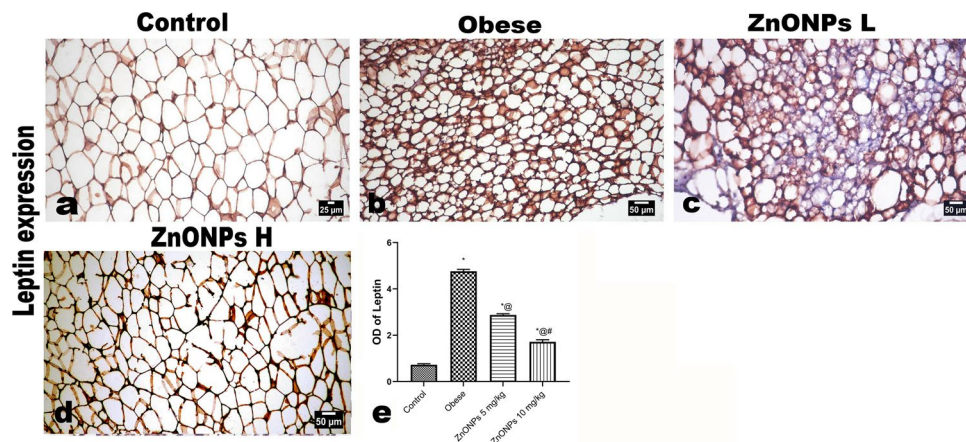 Control
Obese
ZnONPs L
Leptin expression
a
25 µm
b
50 µm
c
50 µm
ZnONPs H
d
50 µm
OD of Leptin
6
4
2
0
*
*@
*@#
Control
Obese
ZnONPs 5 mg/kg
ZnONPs 10 mg/kg
e